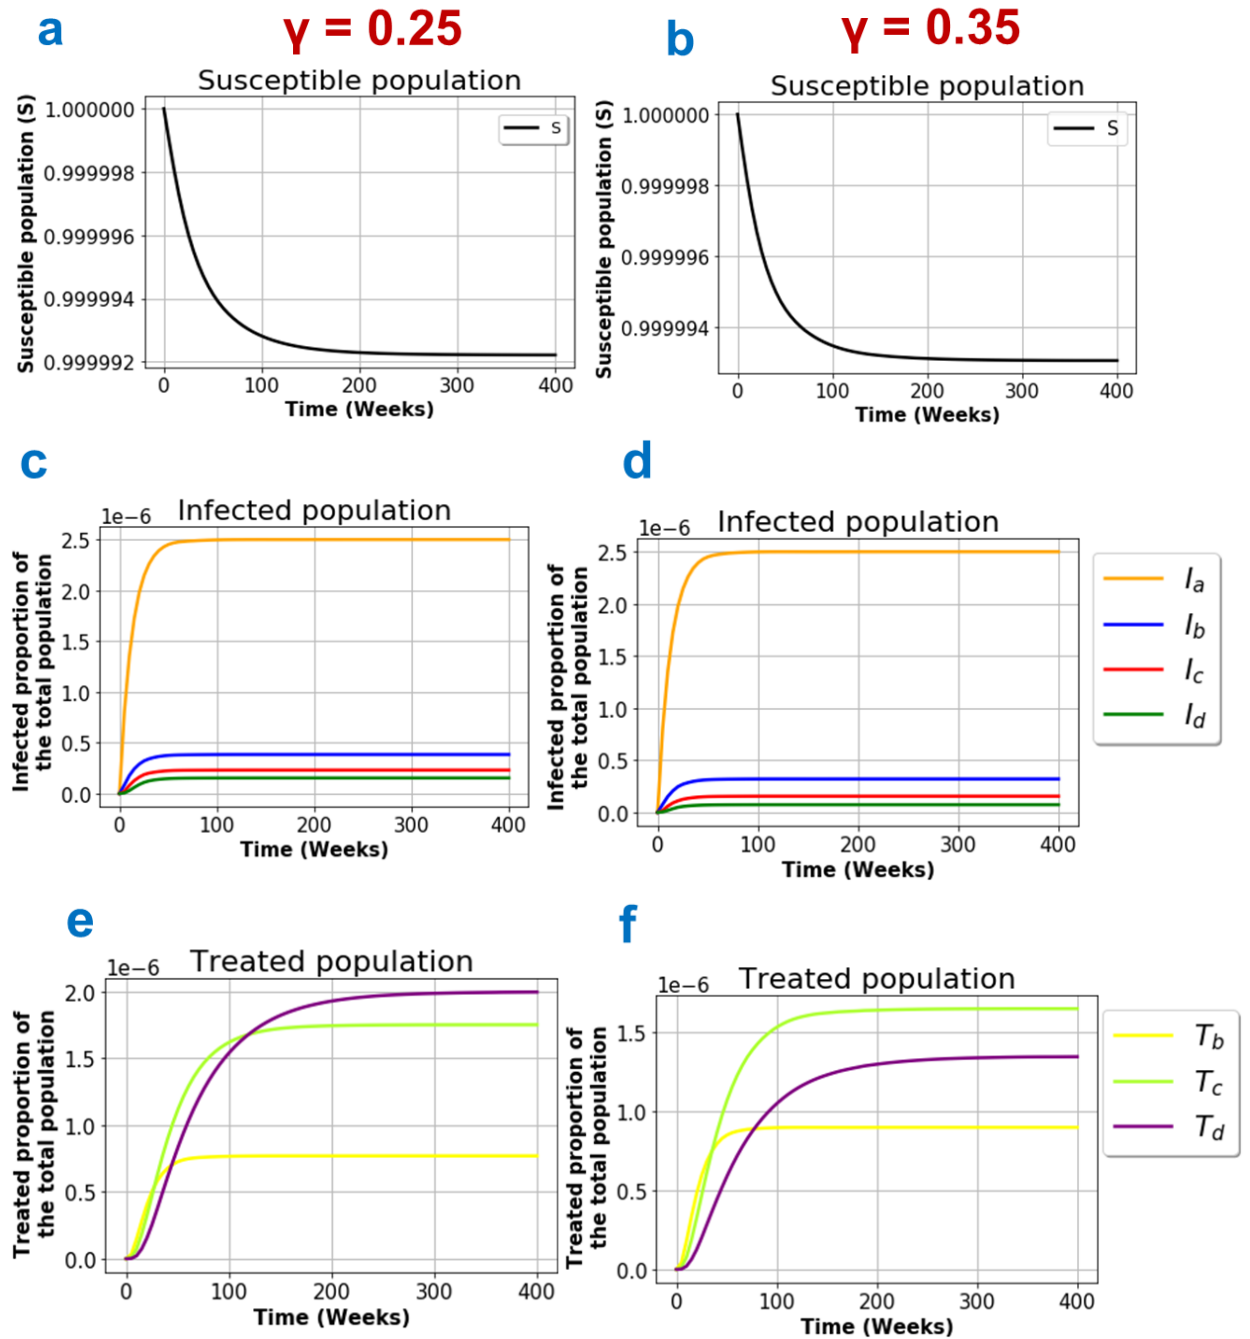 a
γ = 0.25
b
γ = 0.35
Susceptible population
Susceptible population (S)
1.000000
0.999998
0.999996
0.999994
0.999992
S
0
100
200
300
400
Time (Weeks)
Susceptible population
Susceptible population (S)
1.000000
0.999998
0.999996
0.999994
S
0
100
200
300
400
Time (Weeks)
c
Infected population
1e−6
Infected proportion of
the total population
2.5
2.0
1.5
1.0
0.5
0.0
0
100
200
300
400
Time (Weeks)
d
Infected population
1e−6
Infected proportion of
the total population
2.5
2.0
1.5
1.0
0.5
0.0
0
100
200
300
400
Time (Weeks)
I_a
I_b
I_c
I_d
e
Treated population
1e−6
Treated proportion of
the total population
2.0
1.5
1.0
0.5
0.0
0
100
200
300
400
Time (Weeks)
f
Treated population
1e−6
Treated proportion of
the total population
1.5
1.0
0.5
0.0
0
100
200
300
400
Time (Weeks)
T_b
T_c
T_d